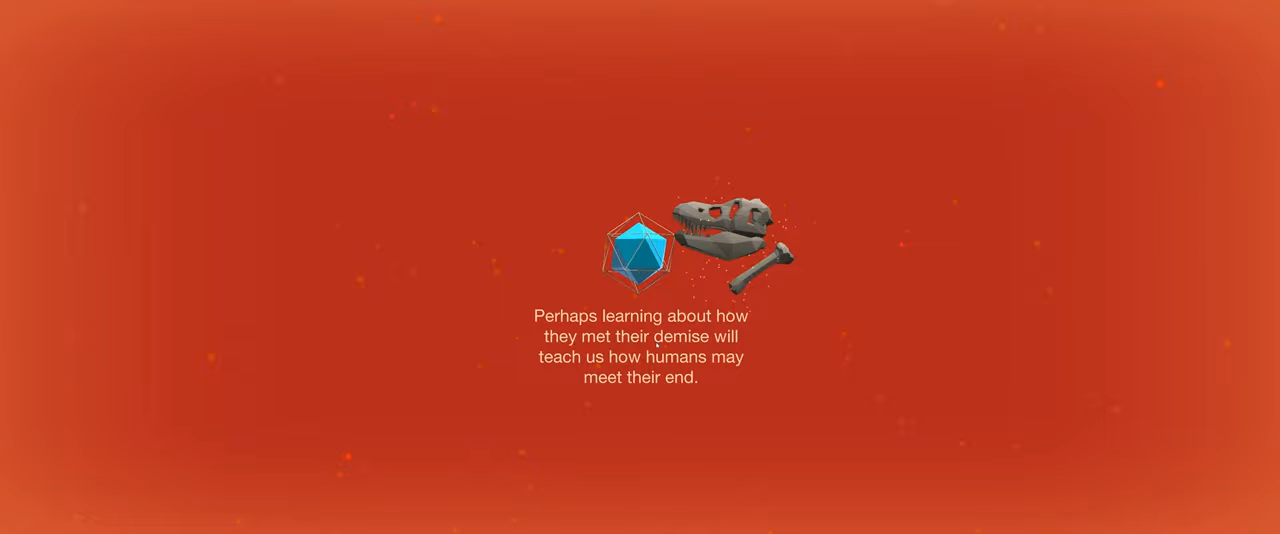 Perhaps learning about how
they met their demise will
teach us how humans may
meet their end.